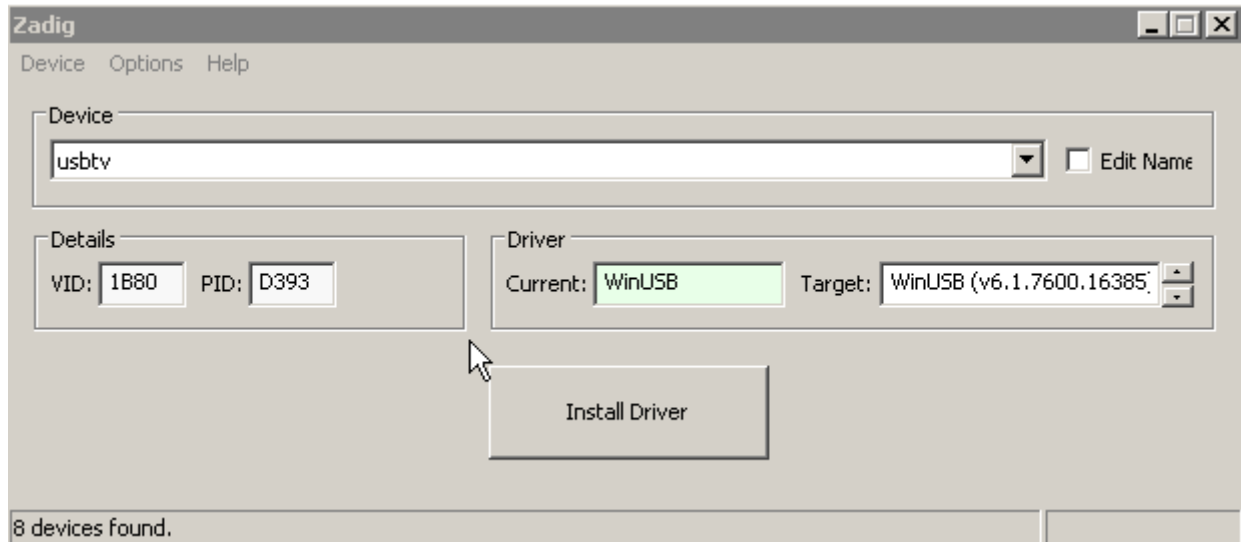 Zadig
Device Options Help
Device
usbtv
Edit Name
Details
VID: 1B80 PID: D393
Driver
Current: WinUSB Target: WinUSB (v6.1.7600.16385)
Install Driver
8 devices found.